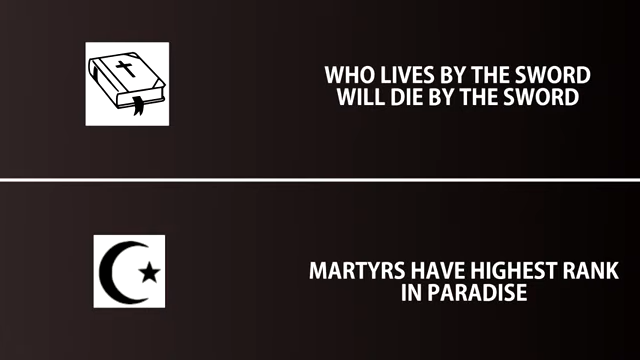 WHO LIVES BY THE SWORD
WILL DIE BY THE SWORD
MARTYRS HAVE HIGHEST RANK
IN PARADISE